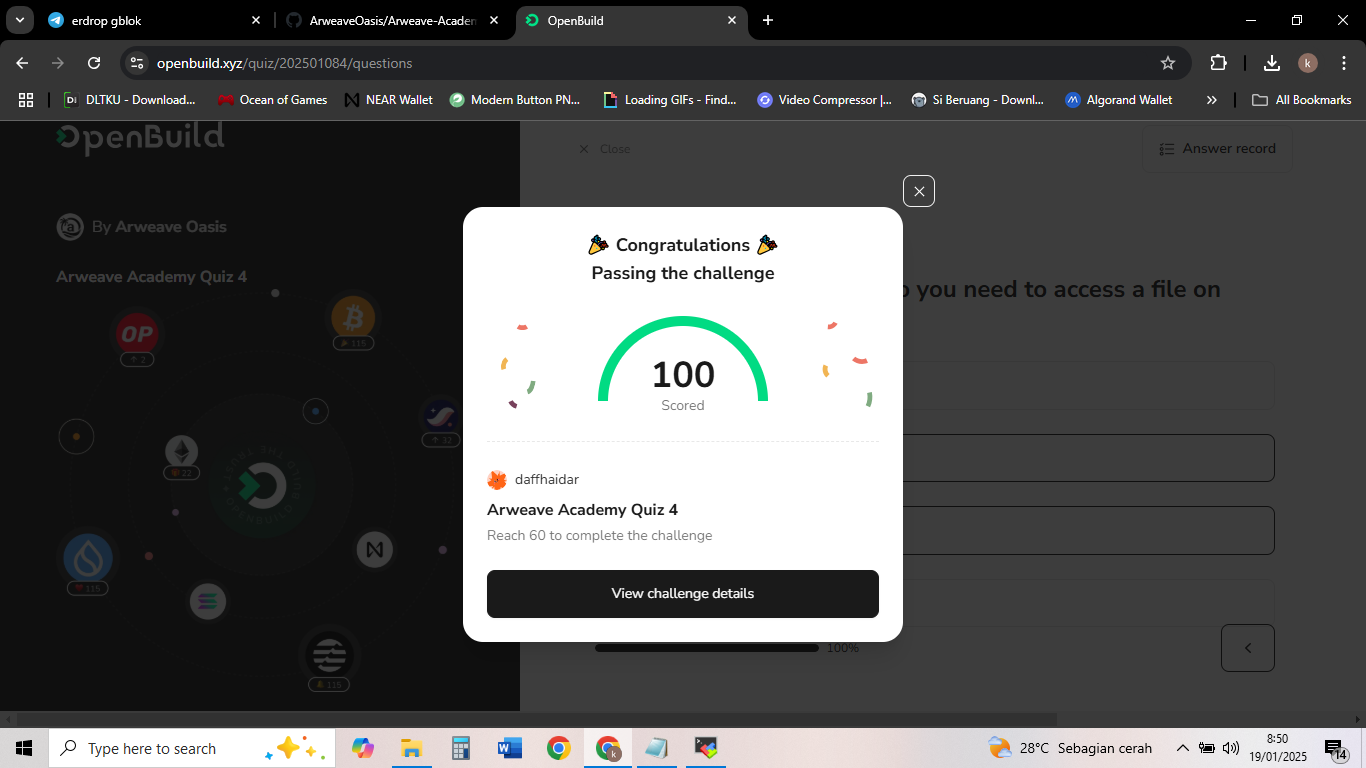 erdrop gblok
ArweaveOasis/Arweave-Academ
OpenBuild
openbuild.xyz/quiz/202501084/questions
DLTKU - Download...
Ocean of Games
NEAR Wallet
Modern Button PN...
Loading GIFs - Find...
Video Compressor |...
Si Beruang - Downl...
Algorand Wallet
All Bookmarks
OpenBuild
By Arweave Oasis
Arweave Academy Quiz 4
OP
2
115
32
22
115
115
Close
Answer record
o you need to access a file on
Congratulations
Passing the challenge
100
Scored
daffhaidar
Arweave Academy Quiz 4
Reach 60 to complete the challenge
View challenge details
100%
Type here to search
28°C Sebagian cerah
8:50
19/01/2025
14